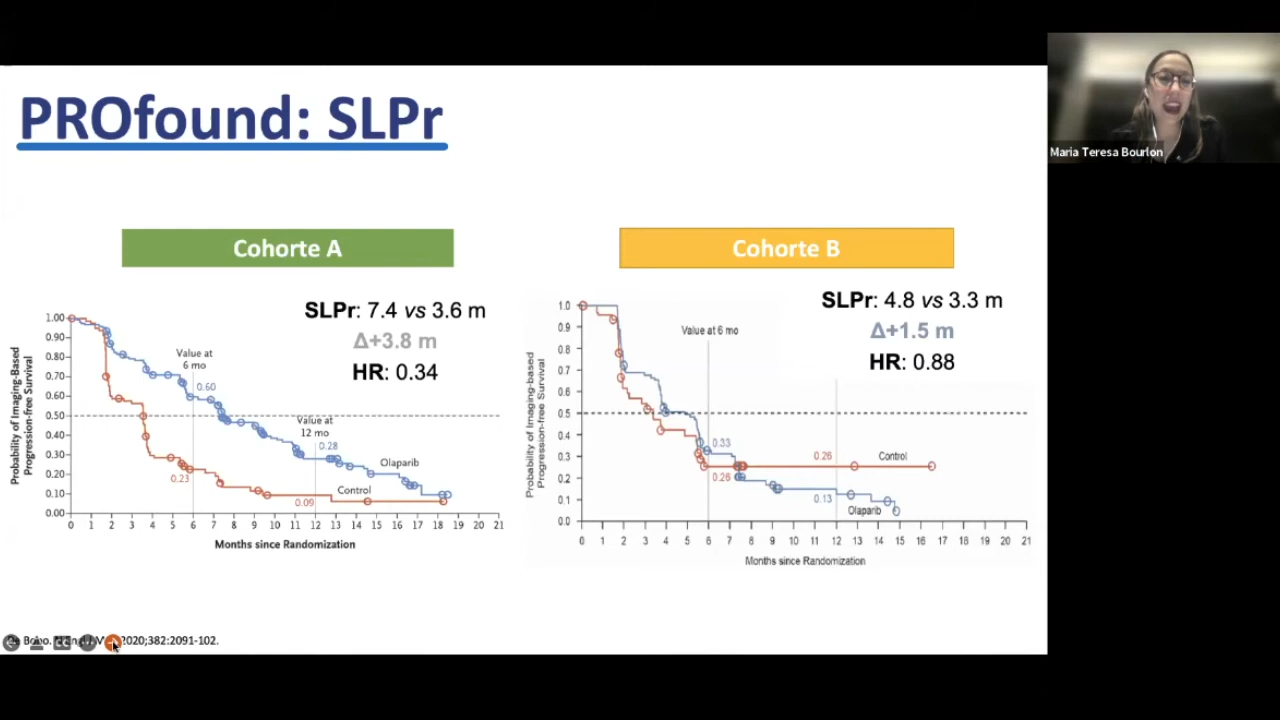 PROfound: SLPr
Maria Teresa Bourlon
Cohorte A
SLPr: 7.4 vs 3.6 m
Δ+3.8 m
HR: 0.34
Probability of Imaging-Based
Progression-free Survival
1.00
0.90
0.80
0.70
0.60
0.50
0.40
0.30
0.20
0.10
0.00
Value at
6 mo
0.60
Value at
12 mo
0.28
Olaparib
0.23
Control
0.09
0 1 2 3 4 5 6 7 8 9 10 11 12 13 14 15 16 17 18 19 20 21
Months since Randomization
Cohorte B
SLPr: 4.8 vs 3.3 m
Δ+1.5 m
HR: 0.88
Probability of Imaging-based
Progression-free Survival
1.0
0.9
0.8
0.7
0.6
0.5
0.4
0.3
0.2
0.1
0.0
Value at 6 mo
0.33
0.26
0.26
Control
0.13
Olaparib
0 1 2 3 4 5 6 7 8 9 10 11 12 13 14 15 16 17 18 19 20 21
Months since Randomization
2020;382:2091-102.